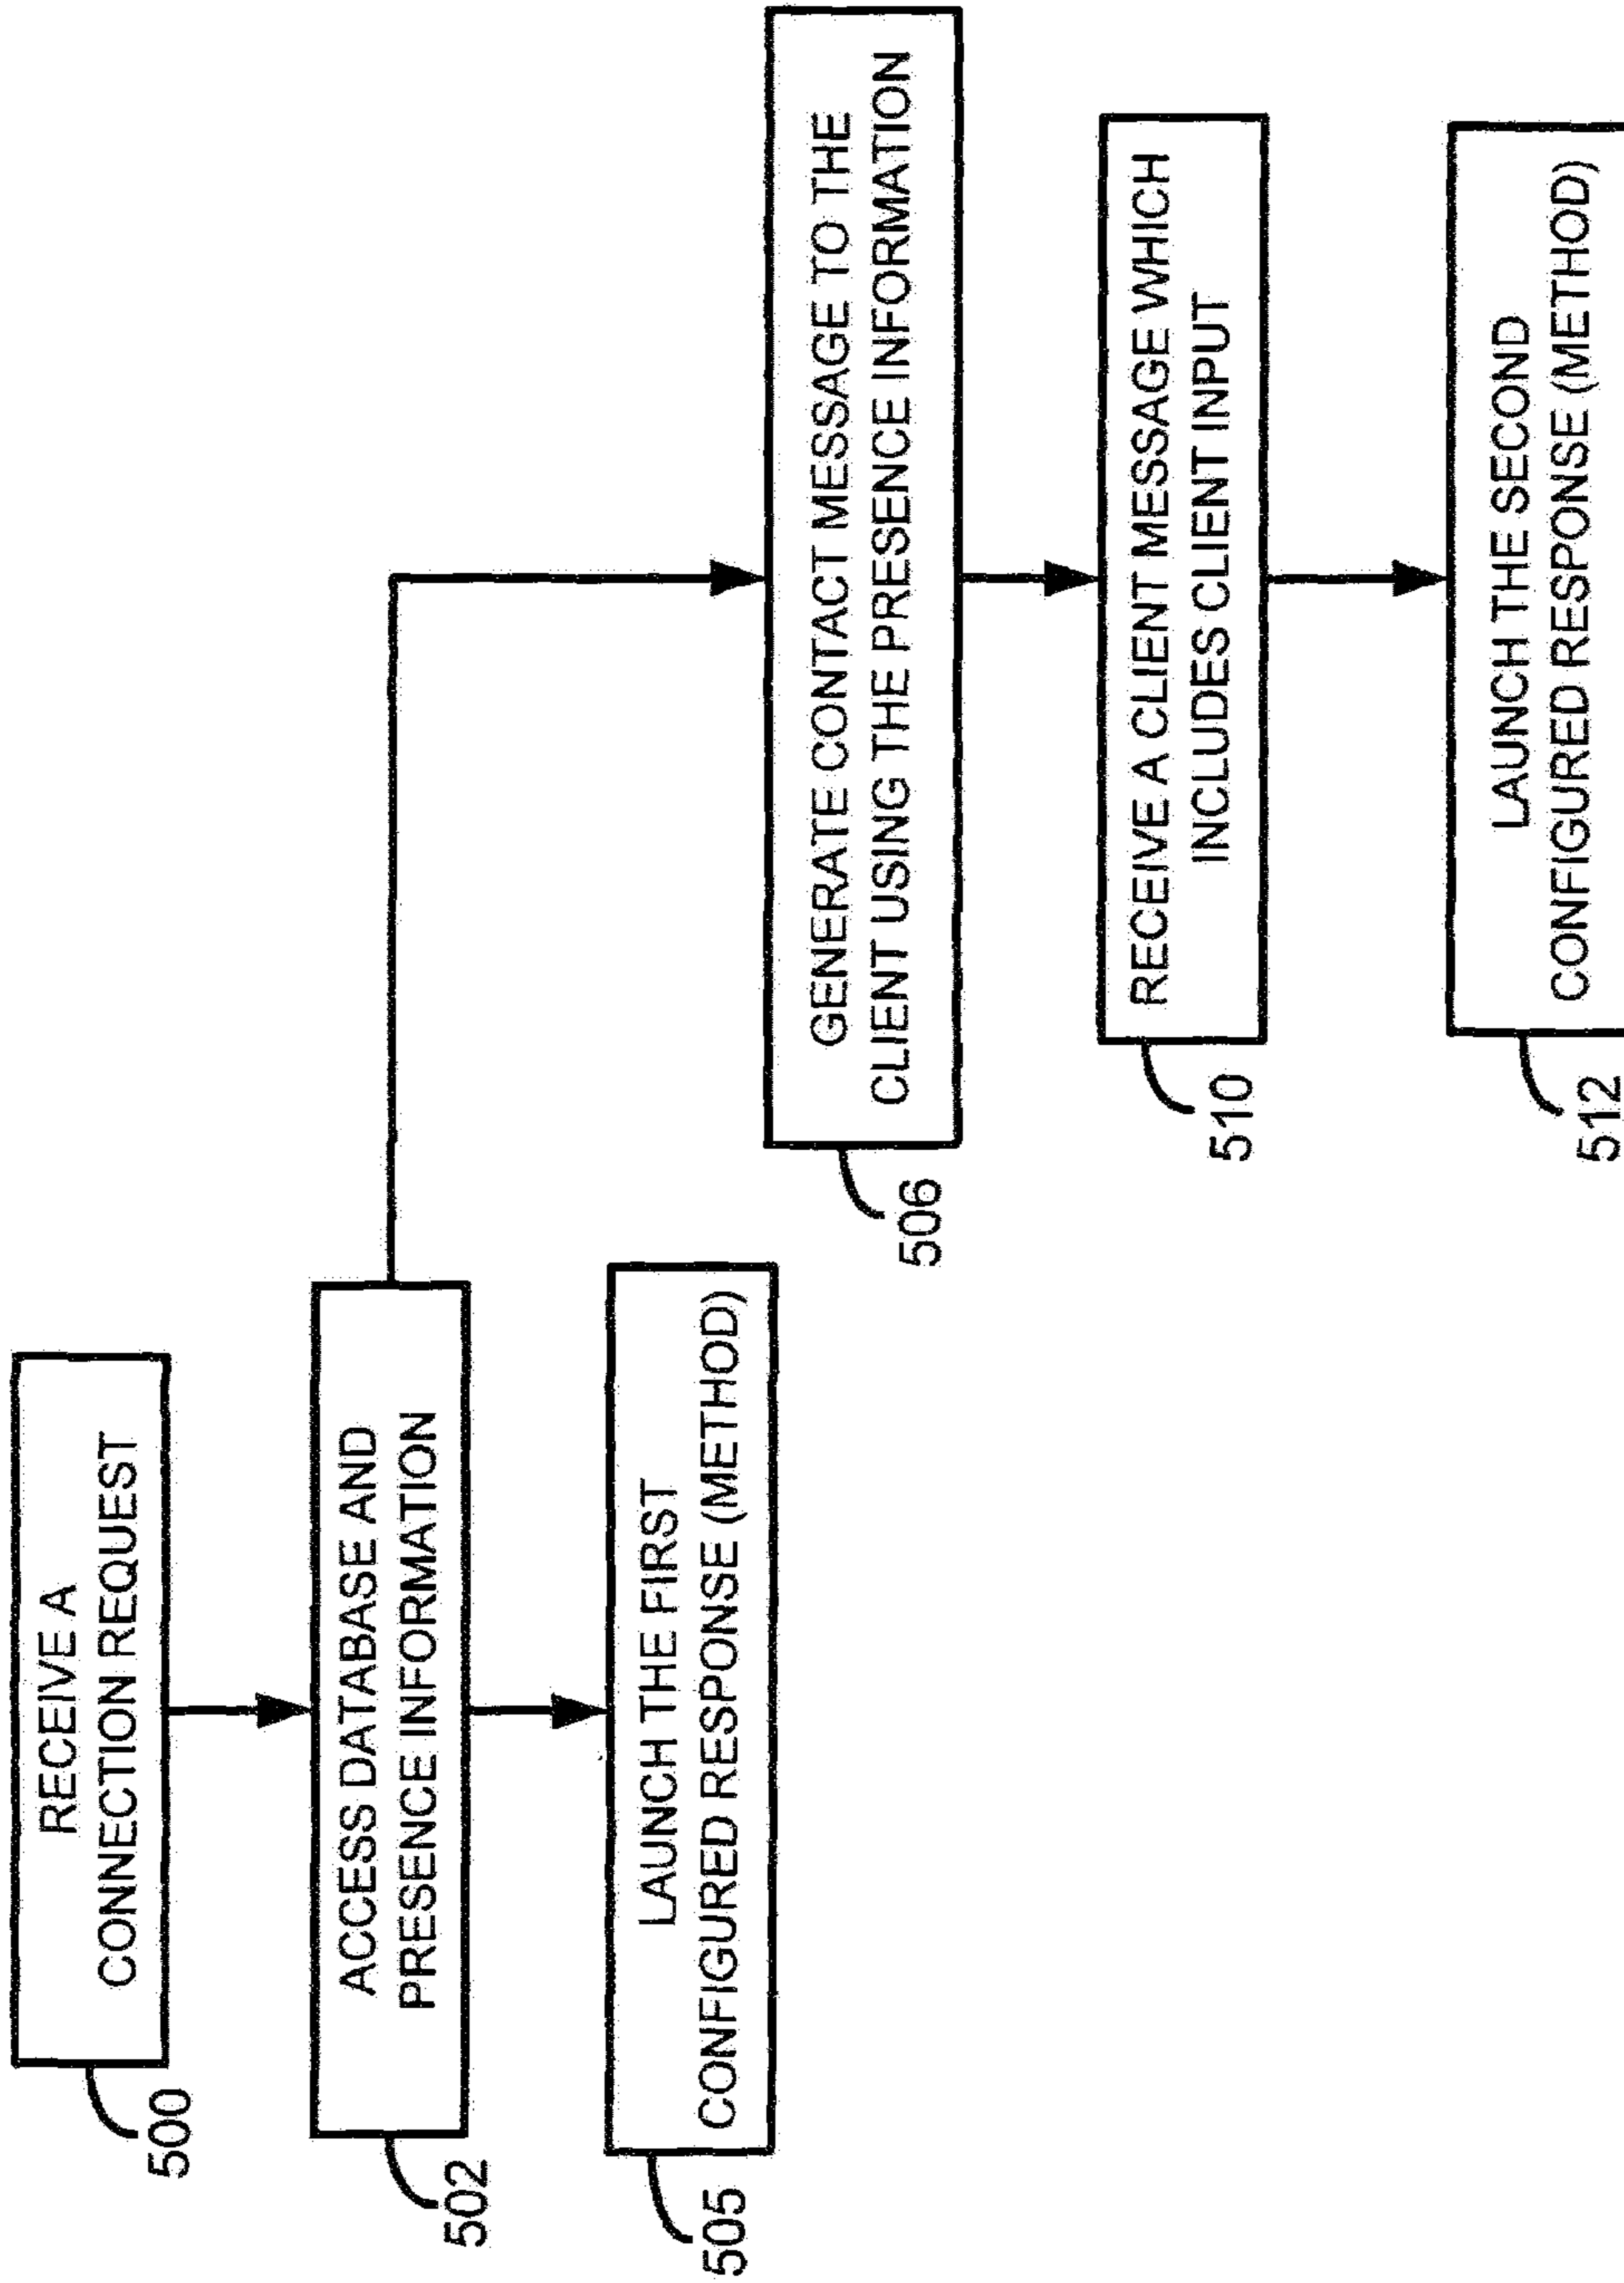 RECEIVE A
CONNECTION REQUEST
500
ACCESS DATABASE AND
PRESENCE INFORMATION
502
LAUNCH THE FIRST
CONFIGURED RESPONSE (METHOD)
505
GENERATE CONTACT MESSAGE TO THE
CLIENT USING THE PRESENCE INFORMATION
506
RECEIVE A CLIENT MESSAGE WHICH
INCLUDES CLIENT INPUT
510
LAUNCH THE SECOND
CONFIGURED RESPONSE (METHOD)
512